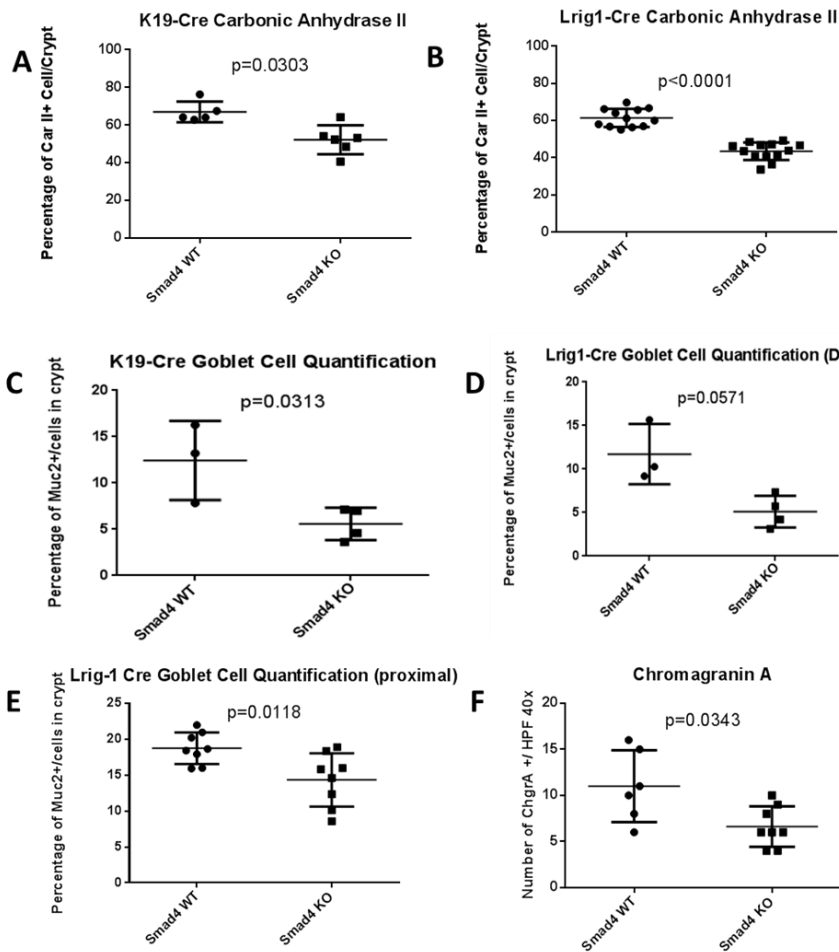 A
K19-Cre Carbonic Anhydrase II
p=0.0303
Percentage of Car II+ Cell/Crypt
100
80
60
40
20
0
Smad4 WT
Smad4 KO
B
Lrig1-Cre Carbonic Anhydrase II
p<0.0001
Percentage of Car II+ Cell/Crypt
100
80
60
40
20
0
Smad4 WT
Smad4 KO
C
K19-Cre Goblet Cell Quantification
p=0.0313
Percentage of Muc2+/cells in crypt
20
15
10
5
0
Smad4 WT
Smad4 KO
D
Lrig1-Cre Goblet Cell Quantification (D
p=0.0571
Percentage of Muc2+/cells in crypt
20
15
10
5
0
Smad4 WT
Smad4 KO
E
Lrig-1 Cre Goblet Cell Quantification (proximal)
p=0.0118
Percentage of Muc2+/cells in crypt
25
20
15
10
5
0
Smad4 WT
Smad4 KO
F
Chromagranin A
p=0.0343
Number of ChgrA +/ HPF 40x
20
15
10
5
0
Smad4 WT
Smad4 KO